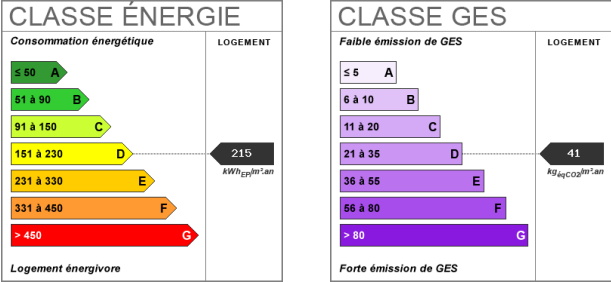 CLASSE ÉNERGIE
Consommation énergétique
LOGEMENT
≤ 50 A
51 à 90 B
91 à 150 C
151 à 230 D
215
kWhEP/m².an
231 à 330 E
331 à 450 F
> 450 G
Logement énergivore
CLASSE GES
Faible émission de GES
LOGEMENT
≤ 5 A
6 à 10 B
11 à 20 C
21 à 35 D
41
kgéqCO2/m².an
36 à 55 E
56 à 80 F
> 80 G
Forte émission de GES